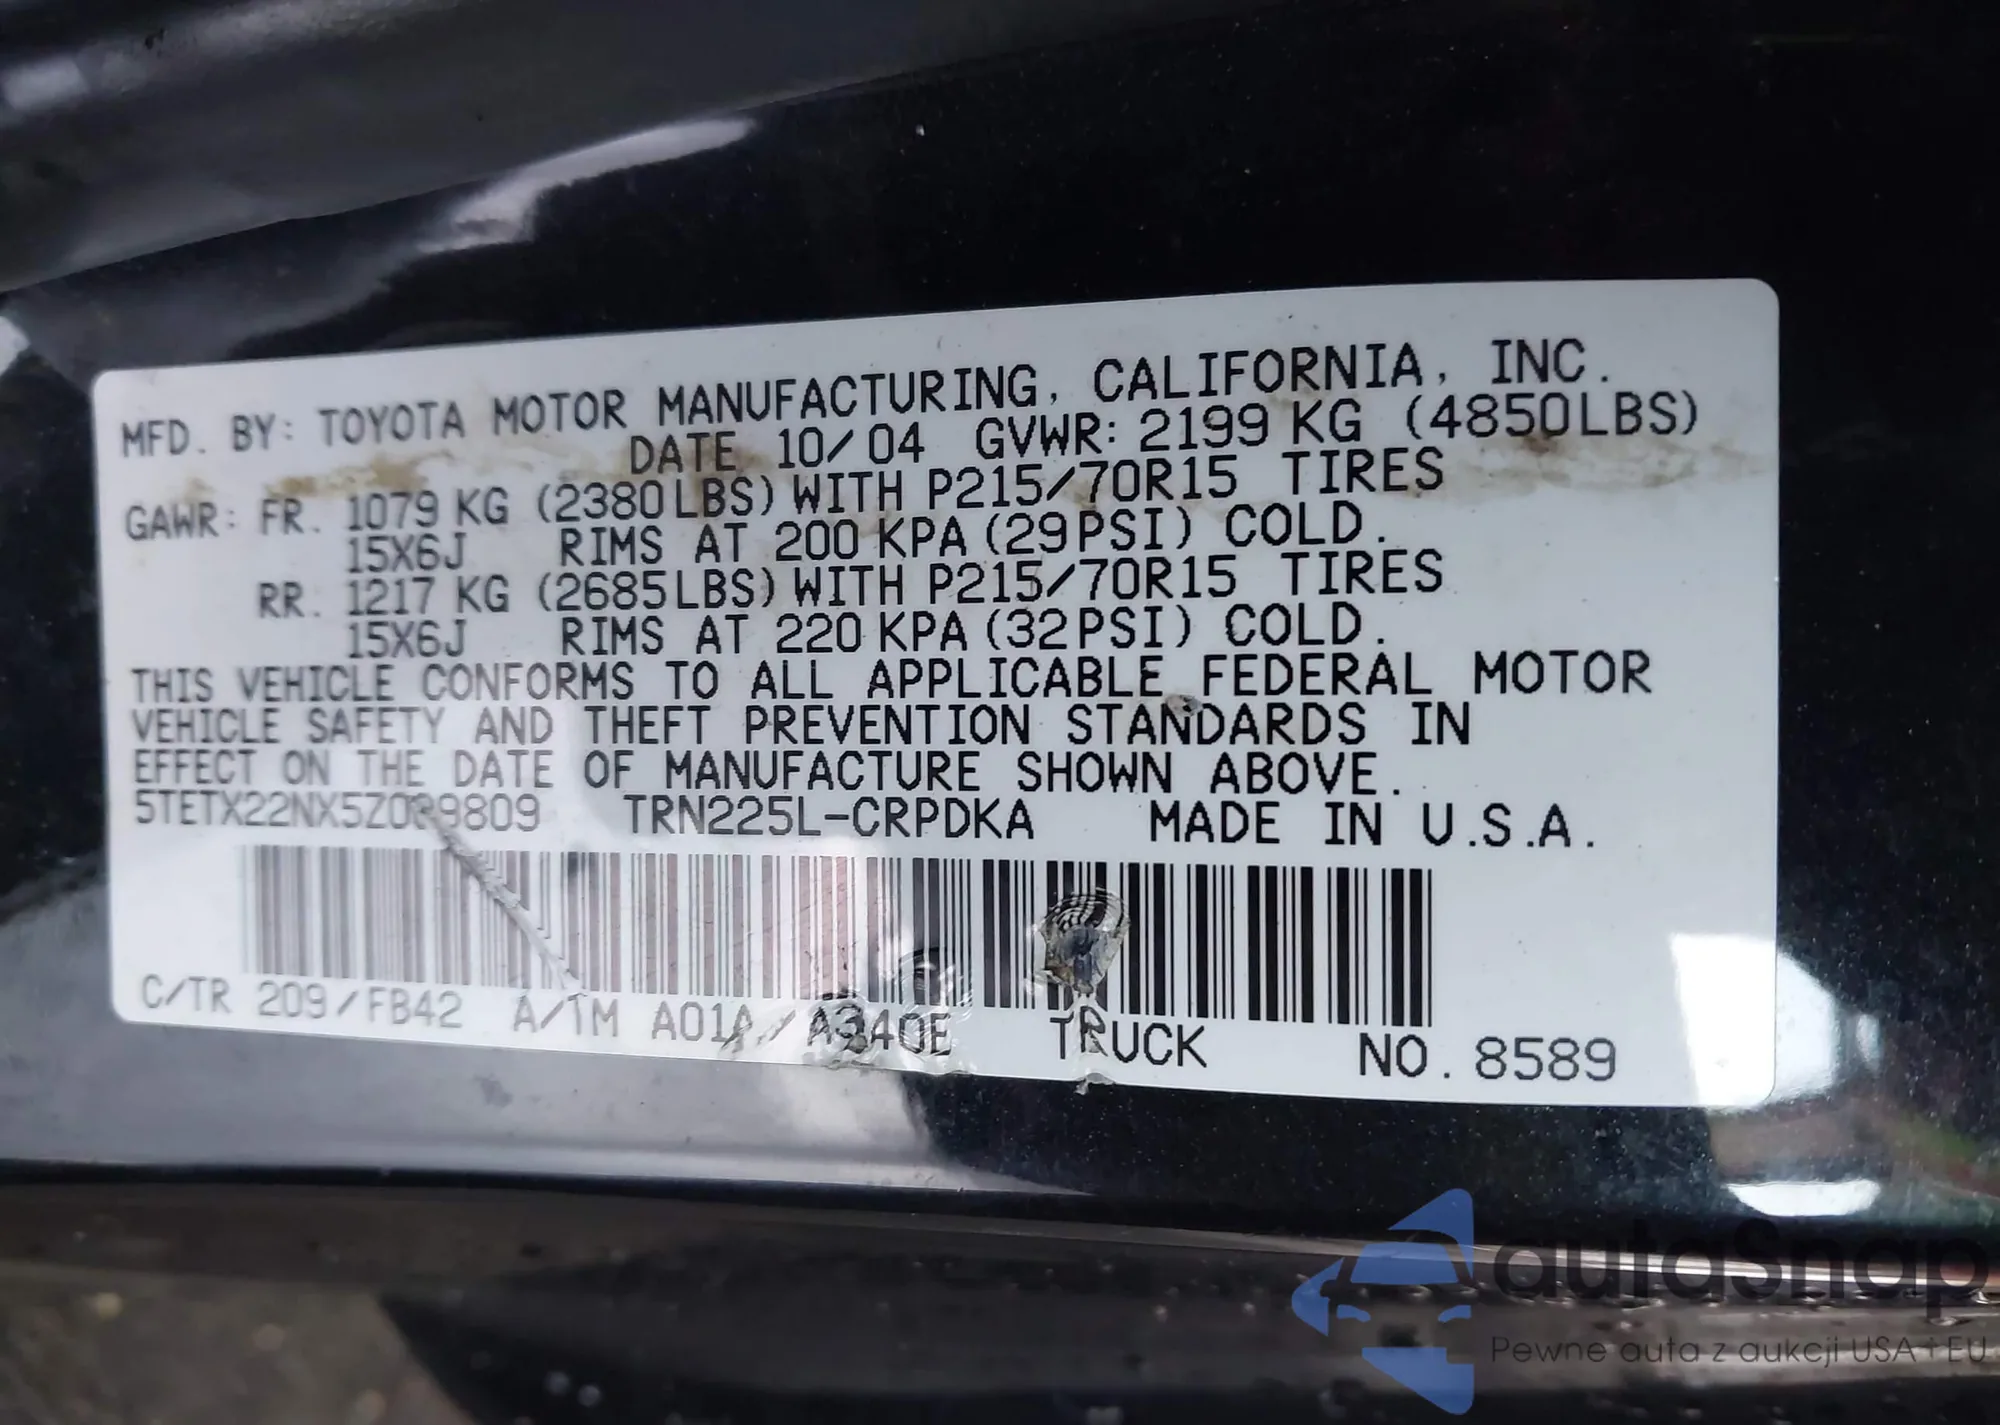 MFD. BY: TOYOTA MOTOR MANUFACTURING, CALIFORNIA, INC.
DATE 10/04 GVWR: 2199 KG (4850LBS)
GAWR: FR. 1079 KG (2380LBS) WITH P215/70R15 TIRES
15X6J RIMS AT 200 KPA (29PSI) COLD.
RR. 1217 KG (2685LBS) WITH P215/70R15 TIRES
15X6J RIMS AT 220 KPA (32PSI) COLD.
THIS VEHICLE CONFORMS TO ALL APPLICABLE FEDERAL MOTOR
VEHICLE SAFETY AND THEFT PREVENTION STANDARDS IN
EFFECT ON THE DATE OF MANUFACTURE SHOWN ABOVE.
5TETX22NX5Z009809 TRN225L-CRPDKA MADE IN U.S.A.
C/TR 209/FB42 A/TM A01A/A340E TRUCK NO. 8589
autaSnap
Pewne auta z aukcji USA+EU